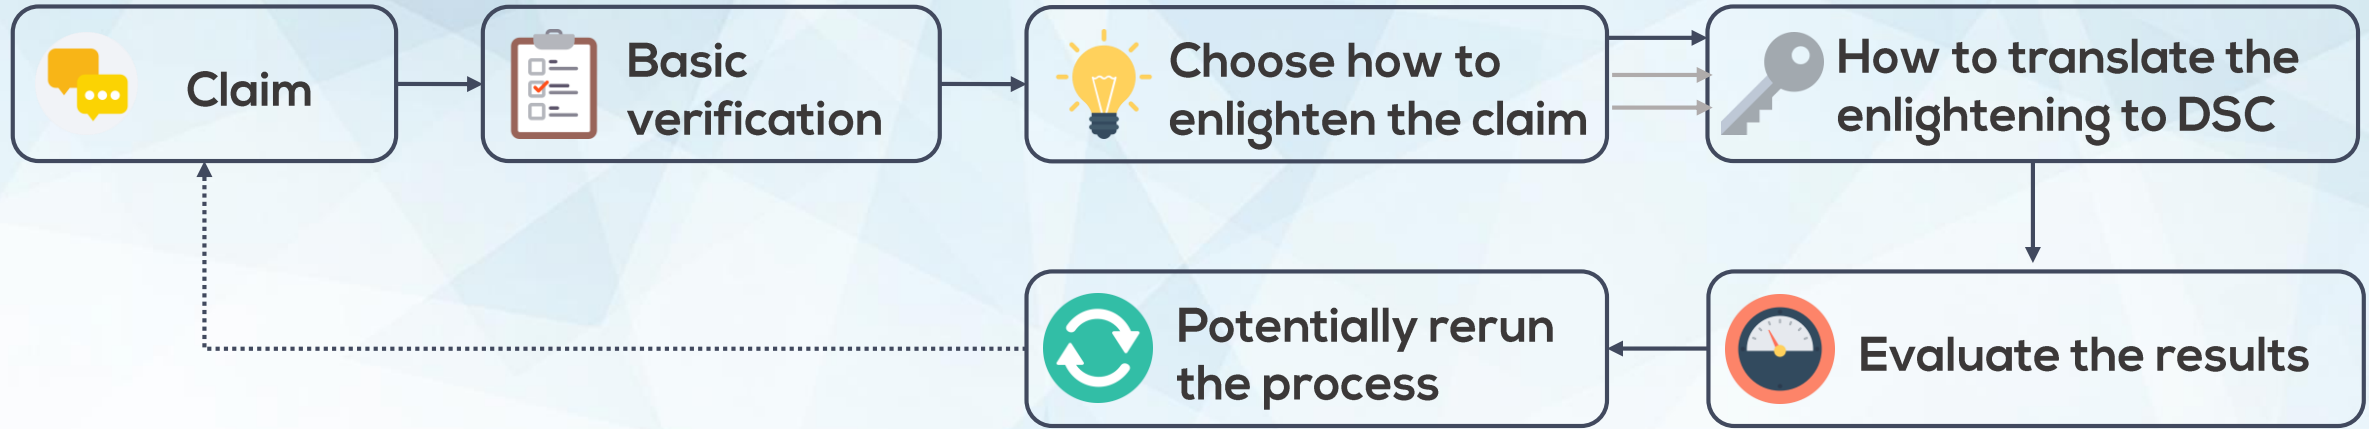 Claim
Basic
verification
Choose how to
enlighten the claim
How to translate the
enlightening to DSC
Potentially rerun
the process
Evaluate the results